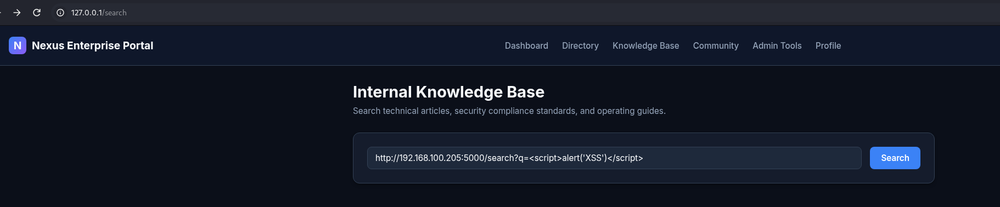 127.0.0.1/search
N Nexus Enterprise Portal Dashboard Directory Knowledge Base Community Admin Tools Profile
Internal Knowledge Base
Search technical articles, security compliance standards, and operating guides.
http://192.168.100.205:5000/search?q=<script>alert('XSS')</script> Search